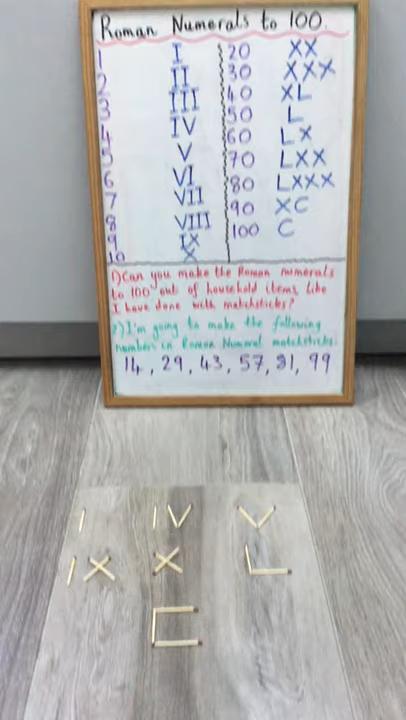 Roman Numerals to 100.
1 I 20 XX
2 II 30 XXX
3 III 40 XL
4 IV 50 L
5 V 60 LX
6 VI 70 LXX
7 VII 80 LXXX
8 VIII 90 XC
9 IX 100 C
10 X
1) Can you make the Roman numerals
to 100 out of household items, like
I have done with matchsticks?
2) I'm going to make the following
numbers in Roman Numeral matchsticks:
14, 29, 43, 57, 81, 99
I IV V
IX X L
C